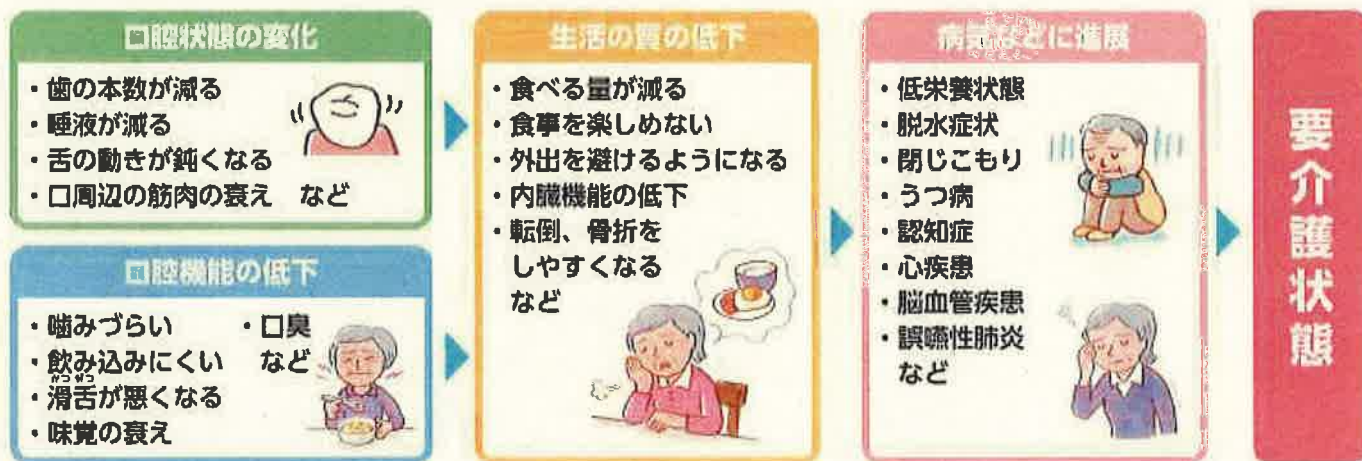 口腔状態の変化
・歯の本数が減る
・唾液が減る
・舌の動きが鈍くなる
・口周辺の筋肉の衰え など
口腔機能の低下
・噛みづらい ・口臭
・飲み込みにくい など
かつぜつ
・滑舌が悪くなる
・味覚の衰え
生活の質の低下
・食べる量が減る
・食事を楽しめない
・外出を避けるようになる
・内臓機能の低下
・転倒、骨折を
しやすくなる
など
病気などに進展
・低栄養状態
・脱水症状
・閉じこもり
・うつ病
・認知症
・心疾患
・脳血管疾患
・誤嚥性肺炎
など
要介護状態